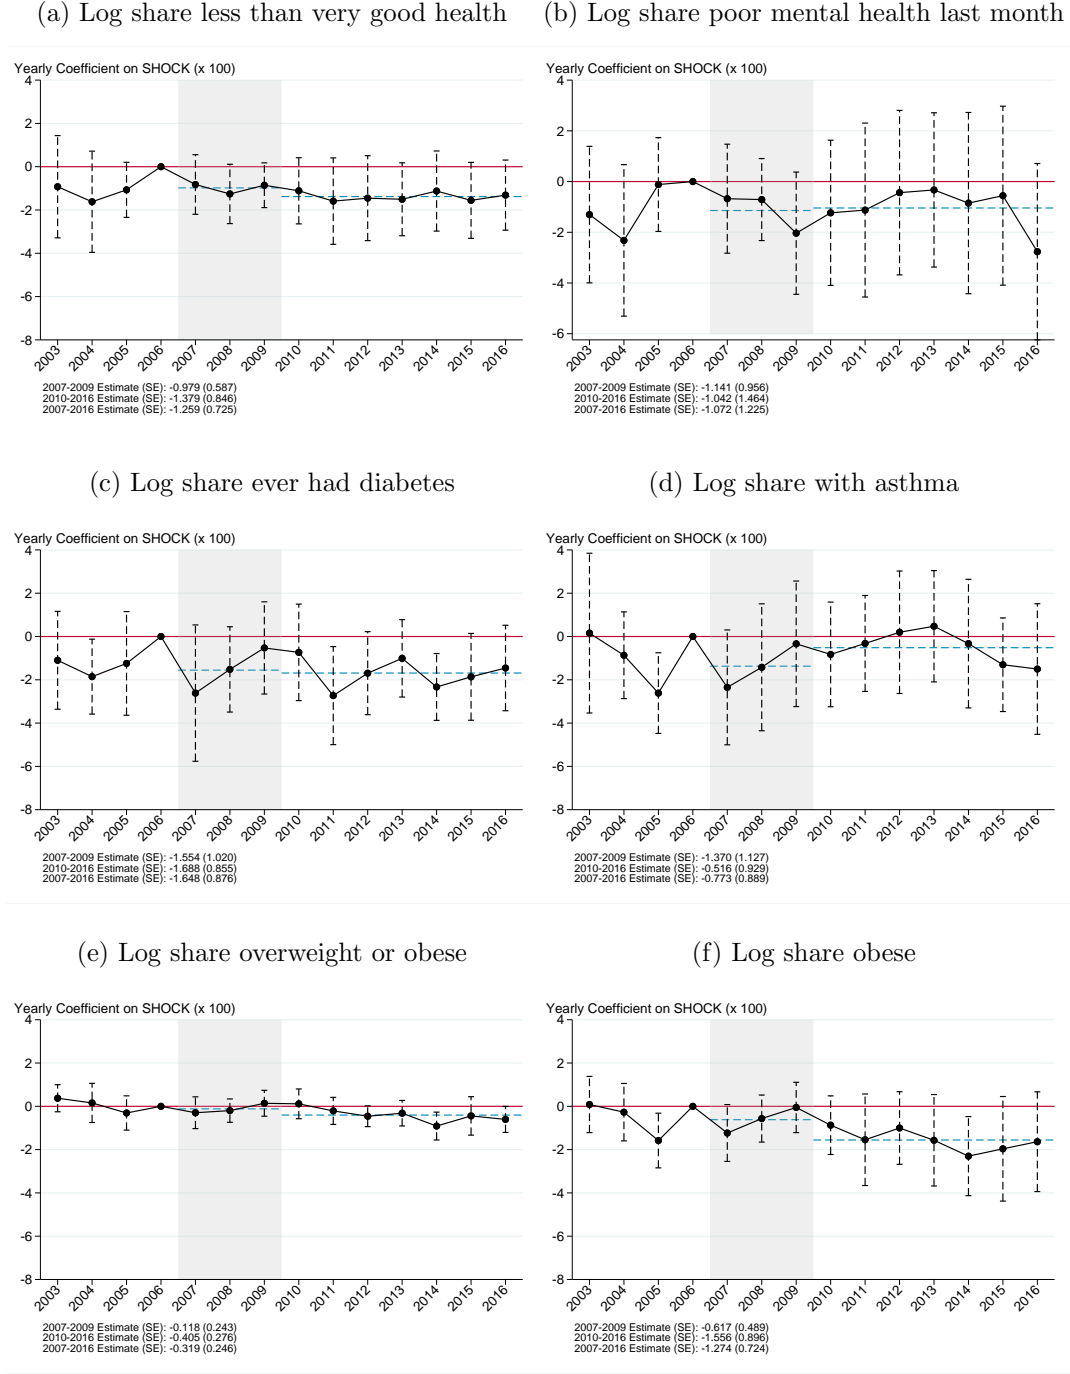 (a) Log share less than very good health
Yearly Coefficient on SHOCK (x 100)
4
2
0
-2
-4
-6
-8
2003 2004 2005 2006 2007 2008 2009 2010 2011 2012 2013 2014 2015 2016
2007-2009 Estimate (SE): -0.979 (0.587)
2010-2016 Estimate (SE): -1.379 (0.846)
2007-2016 Estimate (SE): -1.259 (0.725)
(b) Log share poor mental health last month
Yearly Coefficient on SHOCK (x 100)
4
2
0
-2
-4
-6
2003 2004 2005 2006 2007 2008 2009 2010 2011 2012 2013 2014 2015 2016
2007-2009 Estimate (SE): -1.141 (0.956)
2010-2016 Estimate (SE): -1.042 (1.464)
2007-2016 Estimate (SE): -1.072 (1.225)
(c) Log share ever had diabetes
Yearly Coefficient on SHOCK (x 100)
4
2
0
-2
-4
-6
-8
2003 2004 2005 2006 2007 2008 2009 2010 2011 2012 2013 2014 2015 2016
2007-2009 Estimate (SE): -1.554 (1.020)
2010-2016 Estimate (SE): -1.688 (0.855)
2007-2016 Estimate (SE): -1.648 (0.876)
(d) Log share with asthma
Yearly Coefficient on SHOCK (x 100)
4
2
0
-2
-4
-6
-8
2003 2004 2005 2006 2007 2008 2009 2010 2011 2012 2013 2014 2015 2016
2007-2009 Estimate (SE): -1.370 (1.127)
2010-2016 Estimate (SE): -0.516 (0.929)
2007-2016 Estimate (SE): -0.773 (0.889)
(e) Log share overweight or obese
Yearly Coefficient on SHOCK (x 100)
4
2
0
-2
-4
-6
-8
2003 2004 2005 2006 2007 2008 2009 2010 2011 2012 2013 2014 2015 2016
2007-2009 Estimate (SE): -0.118 (0.243)
2010-2016 Estimate (SE): -0.405 (0.276)
2007-2016 Estimate (SE): -0.319 (0.246)
(f) Log share obese
Yearly Coefficient on SHOCK (x 100)
4
2
0
-2
-4
-6
-8
2003 2004 2005 2006 2007 2008 2009 2010 2011 2012 2013 2014 2015 2016
2007-2009 Estimate (SE): -0.617 (0.489)
2010-2016 Estimate (SE): -1.556 (0.896)
2007-2016 Estimate (SE): -1.274 (0.724)